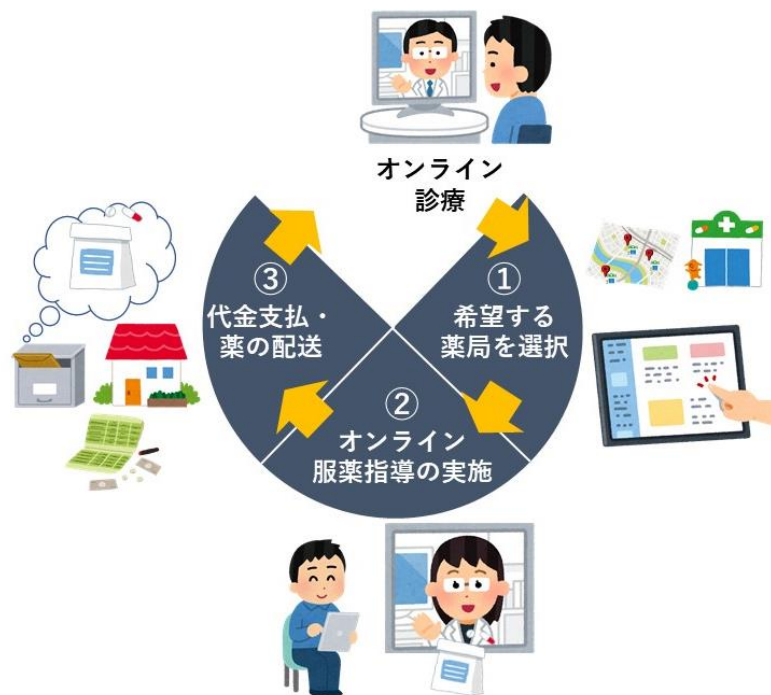 オンライン
診療
①
希望する
薬局を選択
②
オンライン
服薬指導の実施
③
代金支払・
薬の配送